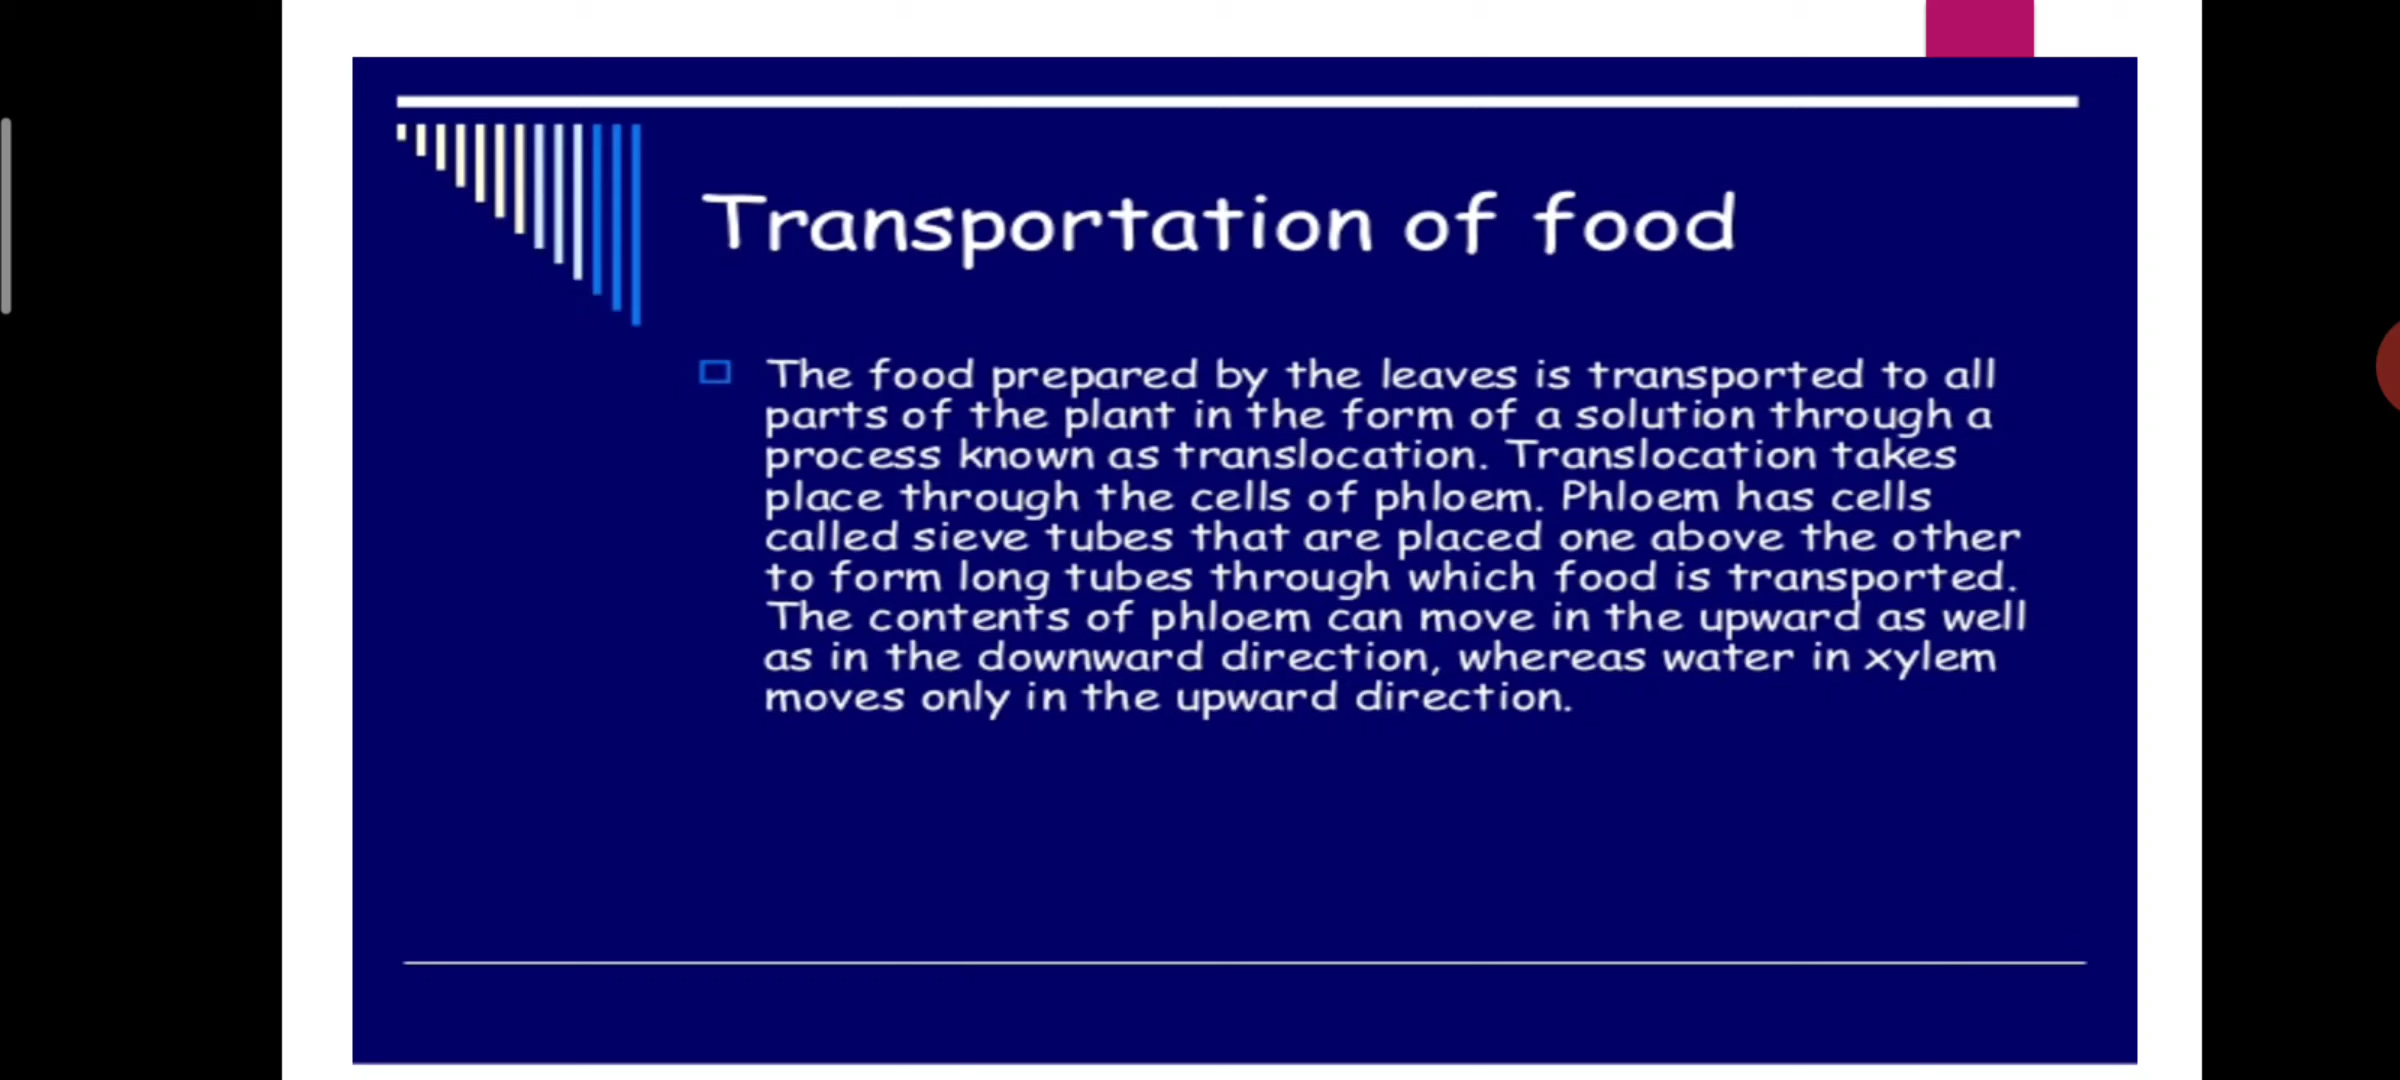 Transportation of food
The food prepared by the leaves is transported to all
parts of the plant in the form of a solution through a
process known as translocation. Translocation takes
place through the cells of phloem. Phloem has cells
called sieve tubes that are placed one above the other
to form long tubes through which food is transported.
The contents of phloem can move in the upward as well
as in the downward direction, whereas water in xylem
moves only in the upward direction.